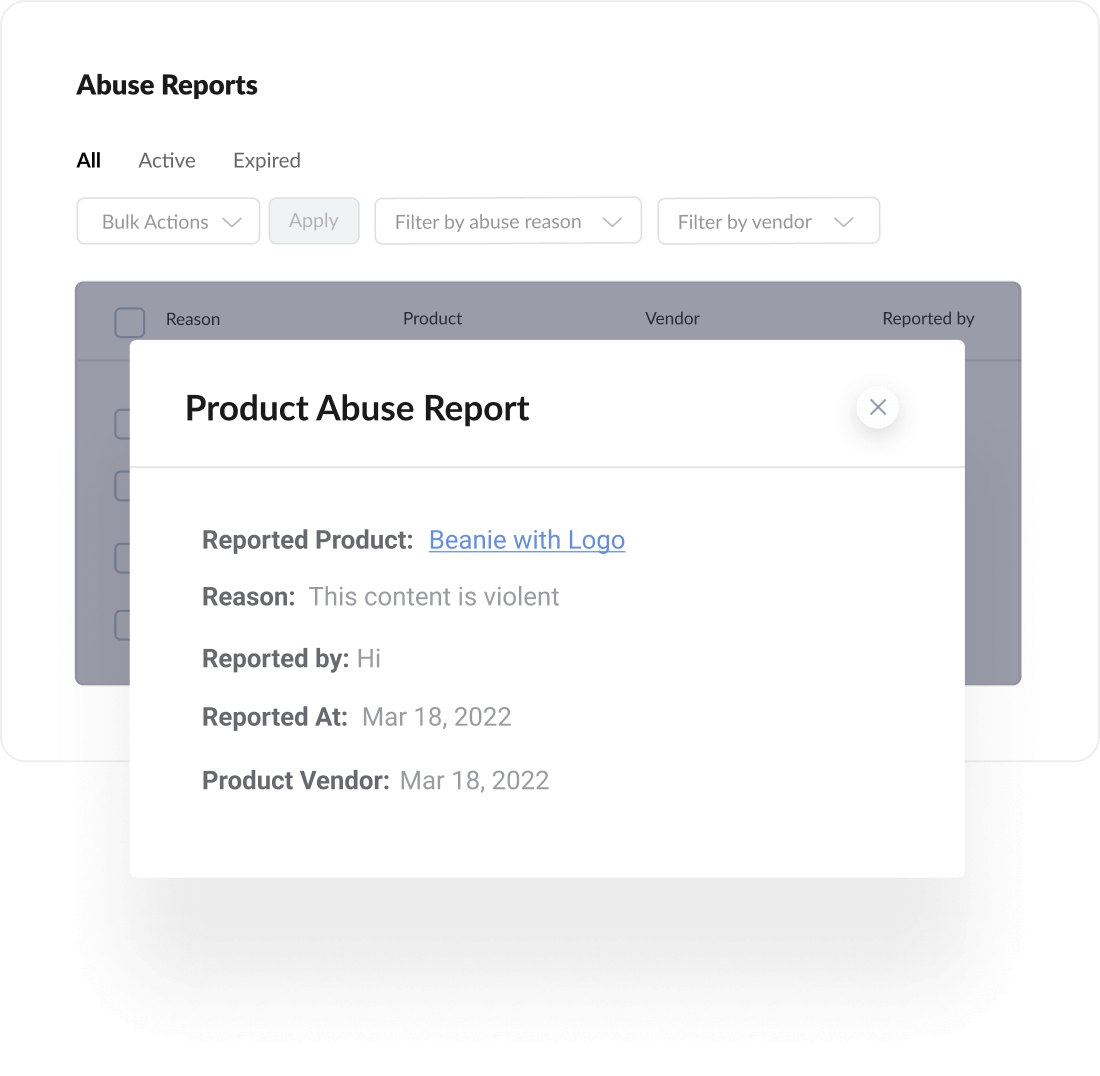 Abuse Reports
All Active Expired
Bulk Actions Apply Filter by abuse reason Filter by vendor
Reason Product Vendor Reported by
Product Abuse Report
Reported Product: Beanie with Logo
Reason: This content is violent
Reported by: Hi
Reported At: Mar 18, 2022
Product Vendor: Mar 18, 2022